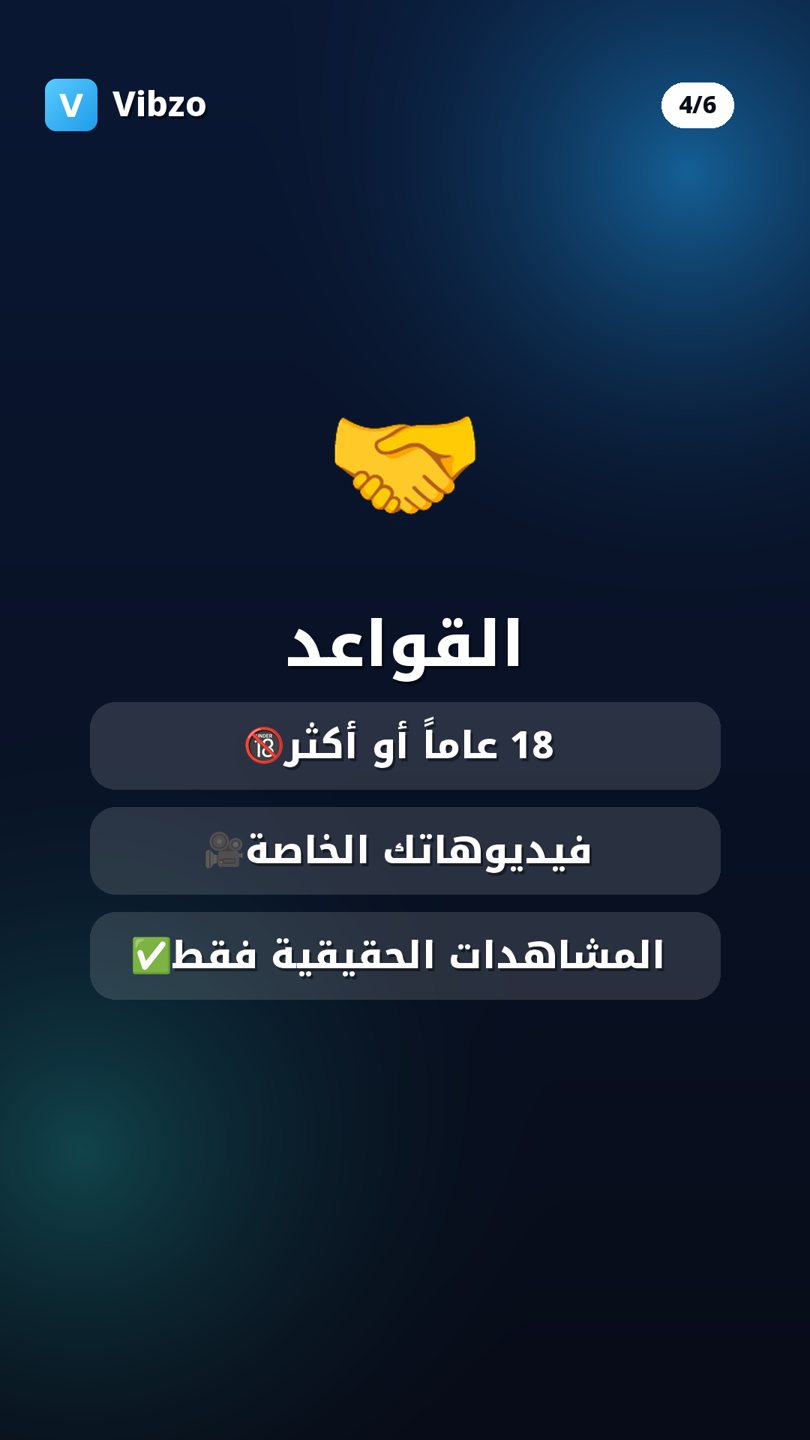 V Vibzo
4/6
القواعد
18 عاماً أو أكثر🔞
فيديوهاتك الخاصة🎥
المشاهدات الحقيقية فقط✅